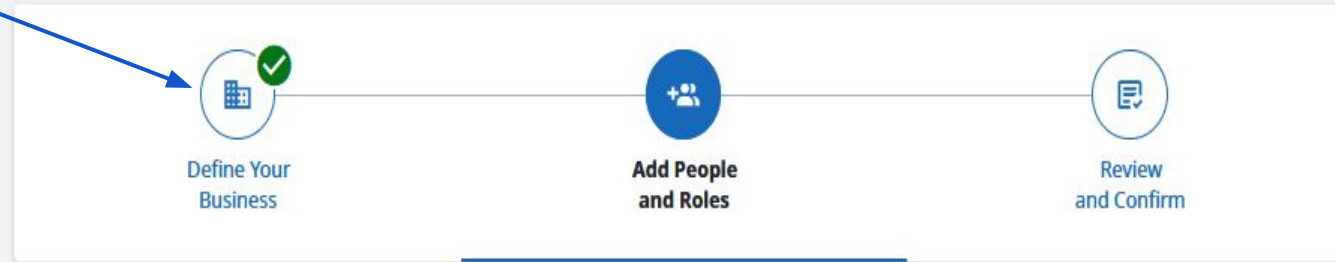 Define Your
Business
Add People
and Roles
Review
and Confirm